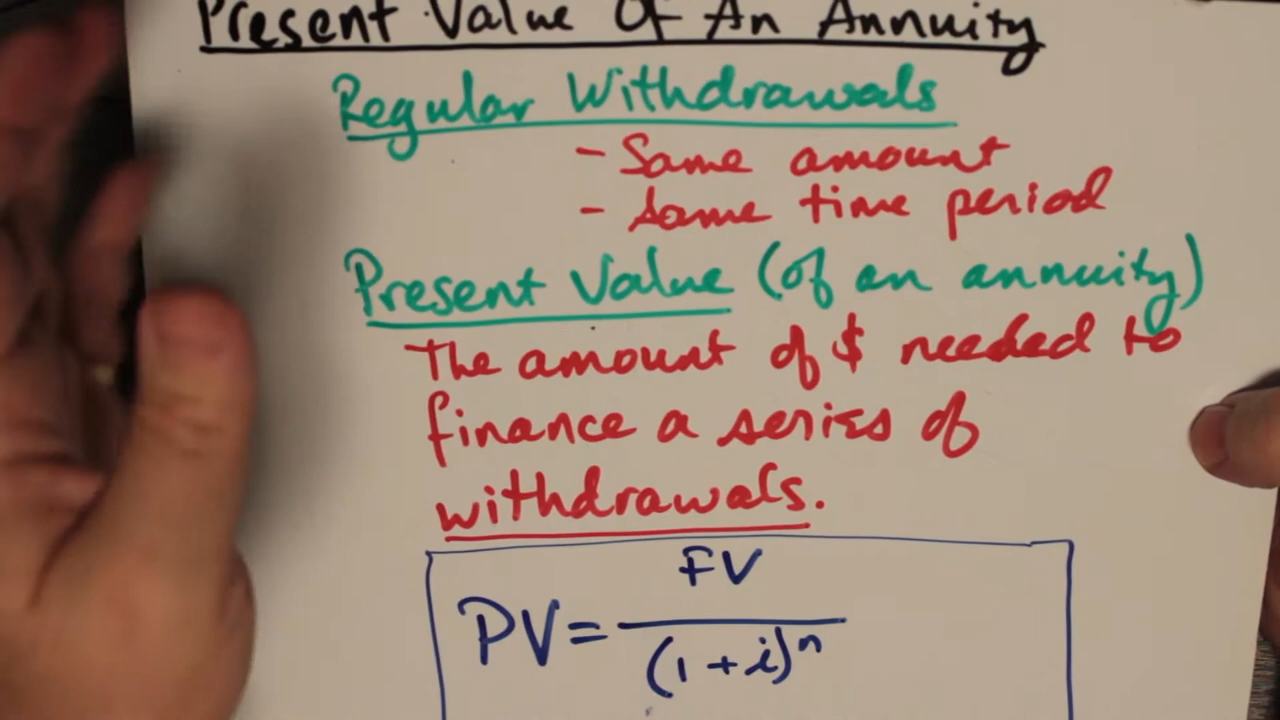 Present Value Of An Annuity
Regular Withdrawals
- Same amount
- Same time period
Present Value (of an annuity)
The amount of $ needed to
finance a series of
withdrawals.
PV = FV / (1 + i)^n